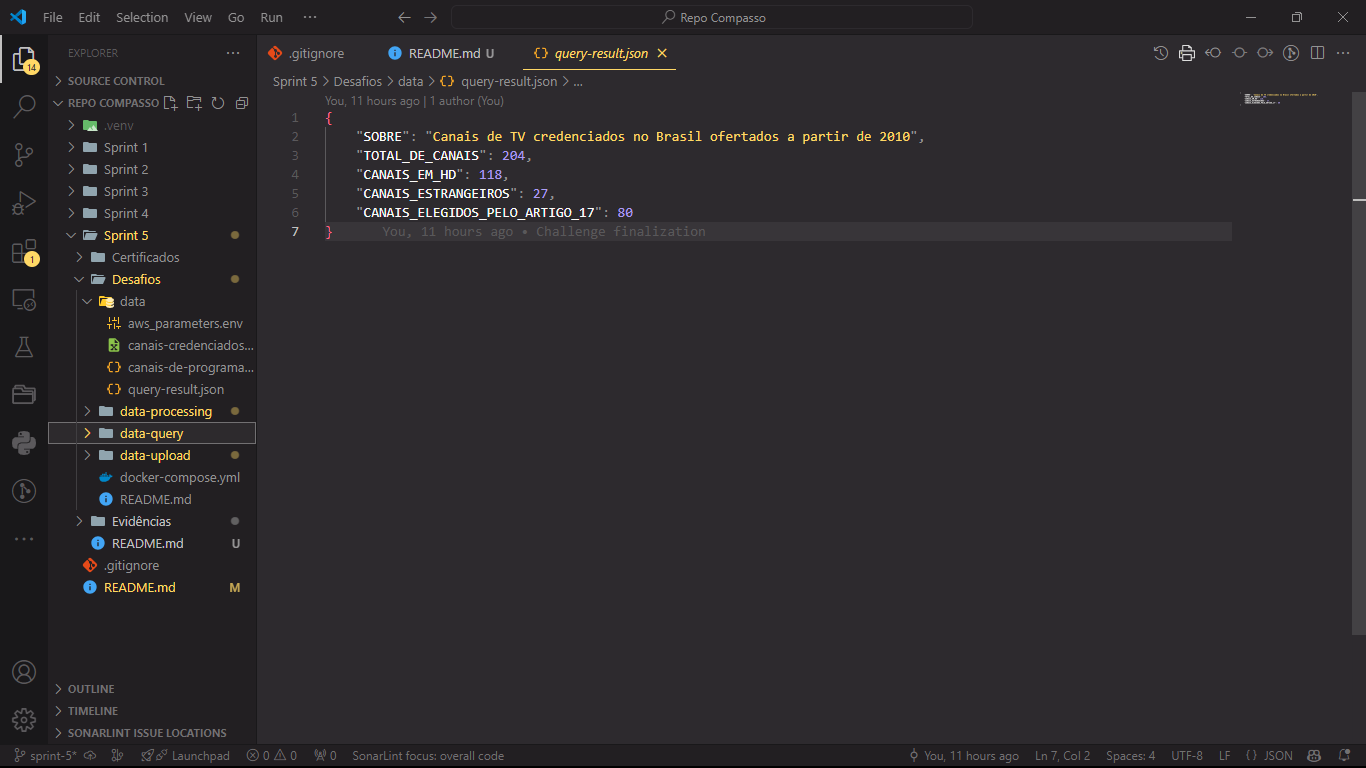 File Edit Selection View Go Run ··· Repo Compasso
EXPLORER ···
SOURCE CONTROL
REPO COMPASSO
.venv
Sprint 1
Sprint 2
Sprint 3
Sprint 4
Sprint 5
Certificados
Desafios
data
aws_parameters.env
canais-credenciados...
canais-de-programa...
query-result.json
data-processing
data-query
data-upload
docker-compose.yml
README.md
Evidências
README.md U
.gitignore
README.md M
OUTLINE
TIMELINE
SONARLINT ISSUE LOCATIONS
14
1
.gitignore README.md U query-result.json
Sprint 5 > Desafios > data > {} query-result.json > ...
You, 11 hours ago | 1 author (You)
1 {
2 "SOBRE": "Canais de TV credenciados no Brasil ofertados a partir de 2010",
3 "TOTAL_DE_CANAIS": 204,
4 "CANAIS_EM_HD": 118,
5 "CANAIS_ESTRANGEIROS": 27,
6 "CANAIS_ELEGIDOS_PELO_ARTIGO_17": 80
7 } You, 11 hours ago • Challenge finalization
sprint-5* Launchpad 0 0 0 SonarLint focus: overall code You, 11 hours ago Ln 7, Col 2 Spaces: 4 UTF-8 LF {} JSON